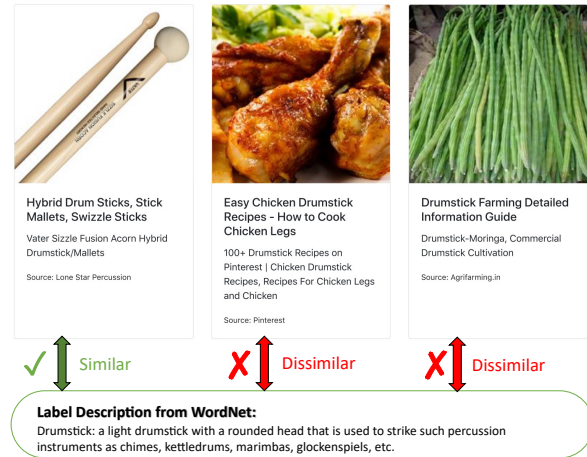 Hybrid Drum Sticks, Stick
Mallets, Swizzle Sticks
Vater Sizzle Fusion Acorn Hybrid
Drumstick/Mallets
Source: Lone Star Percussion
Easy Chicken Drumstick
Recipes - How to Cook
Chicken Legs
100+ Drumstick Recipes on
Pinterest | Chicken Drumstick
Recipes, Recipes For Chicken Legs
and Chicken
Source: Pinterest
Drumstick Farming Detailed
Information Guide
Drumstick-Moringa, Commercial
Drumstick Cultivation
Source: Agrifarming.in
✓ Similar
✗ Dissimilar
✗ Dissimilar
Label Description from WordNet:
Drumstick: a light drumstick with a rounded head that is used to strike such percussion
instruments as chimes, kettledrums, marimbas, glockenspiels, etc.